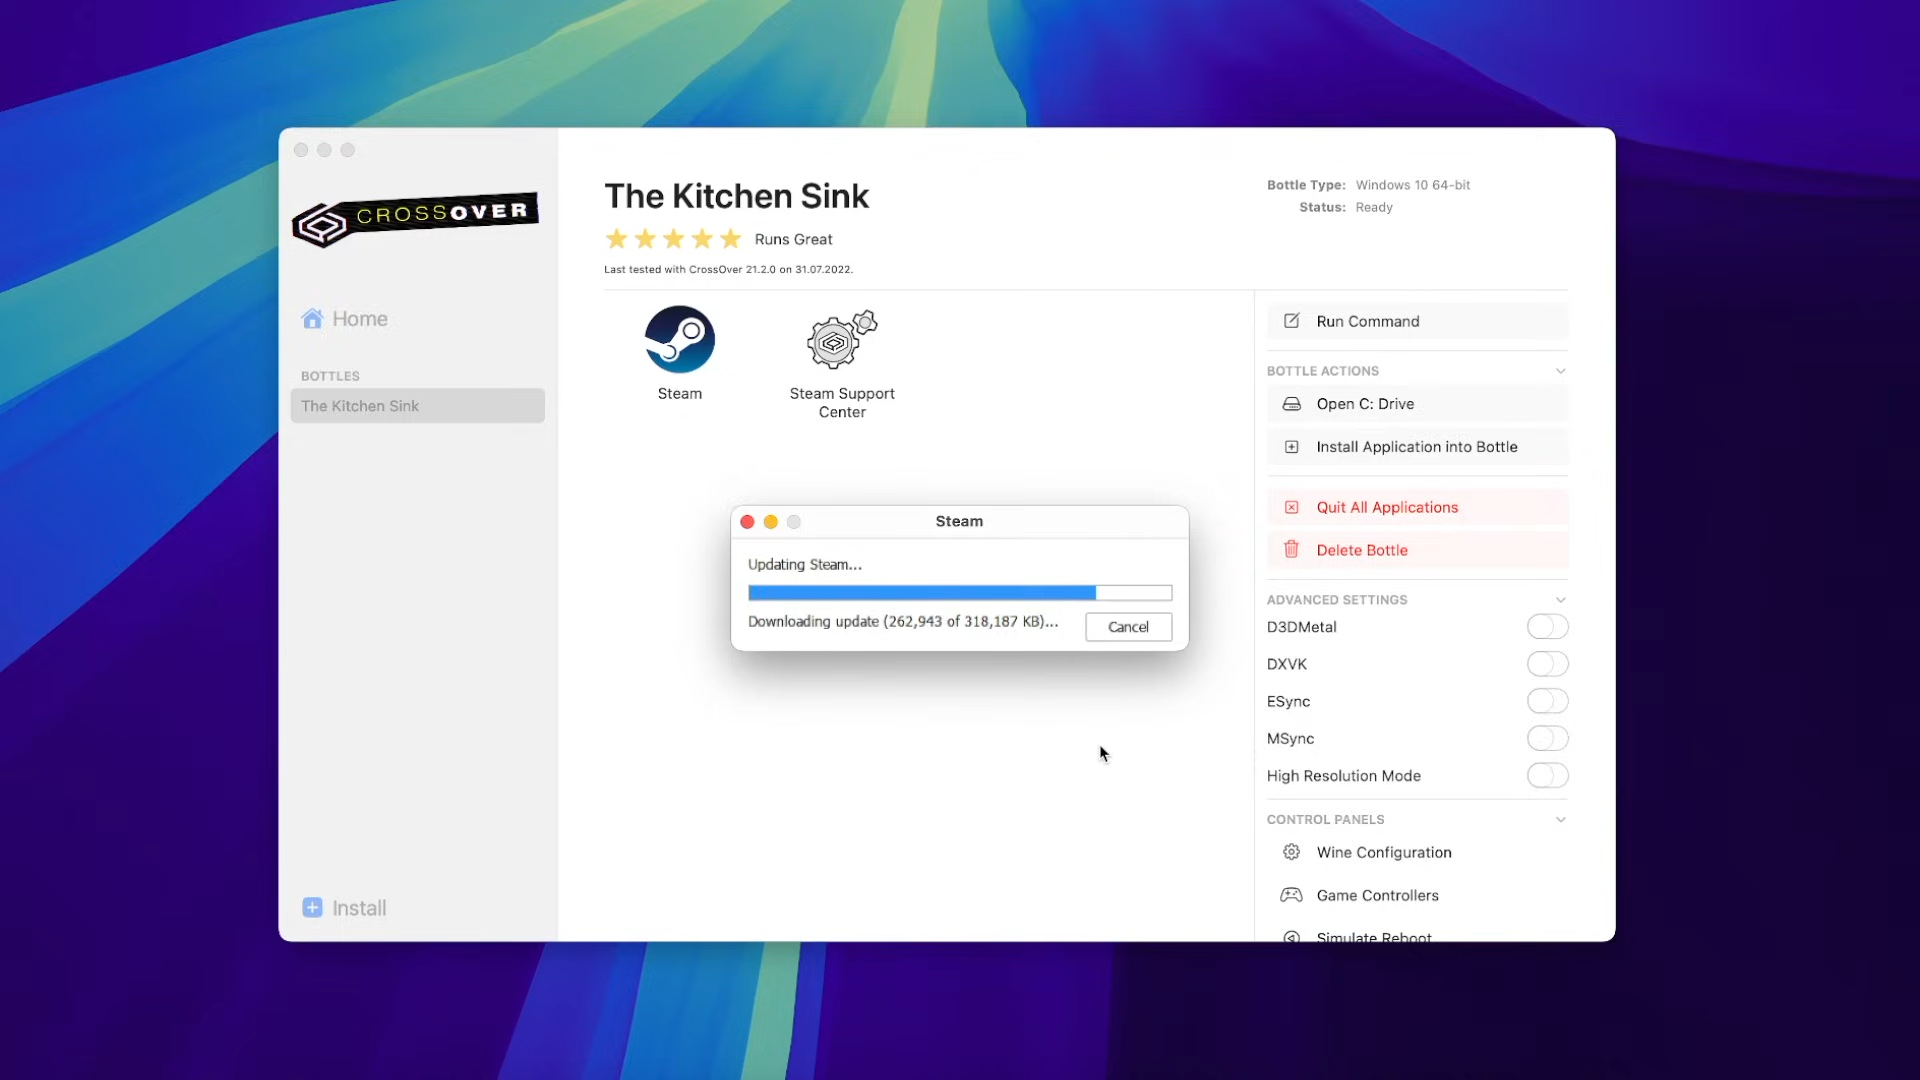 CROSSOVER
Home
BOTTLES
The Kitchen Sink
Install
The Kitchen Sink
Runs Great
Last tested with CrossOver 21.2.0 on 31.07.2022.
Bottle Type: Windows 10 64-bit
Status: Ready
Steam
Steam Support
Center
Steam
Updating Steam...
Downloading update (262,943 of 318,187 KB)...
Cancel
Run Command
BOTTLE ACTIONS
Open C: Drive
Install Application into Bottle
Quit All Applications
Delete Bottle
ADVANCED SETTINGS
D3DMetal
DXVK
ESync
MSync
High Resolution Mode
CONTROL PANELS
Wine Configuration
Game Controllers
Simulate Reboot